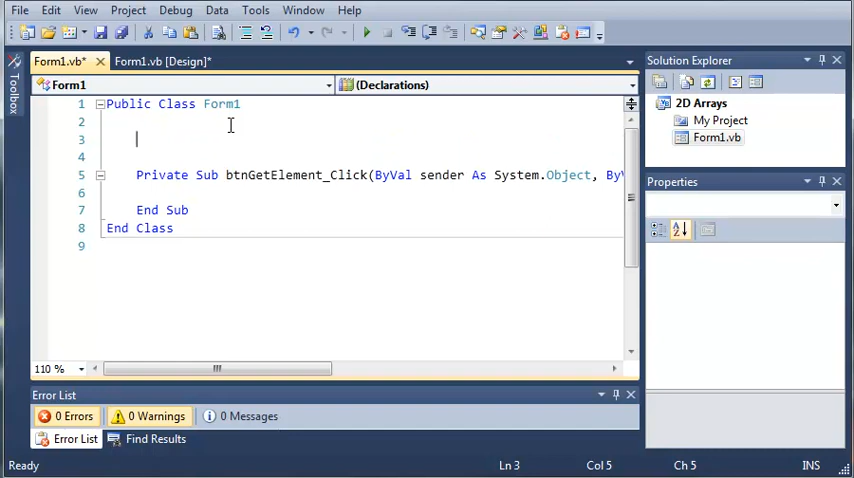 File Edit View Project Debug Data Tools Window Help
Form1.vb* Form1.vb [Design]*
Toolbox
Form1 (Declarations)
1 Public Class Form1
2
3
4
5 Private Sub btnGetElement_Click(ByVal sender As System.Object, ByV
6
7 End Sub
8 End Class
9
110 %
Solution Explorer
2D Arrays
My Project
Form1.vb
Properties
Error List
0 Errors 0 Warnings 0 Messages
Error List Find Results
Ready Ln 3 Col 5 Ch 5 INS